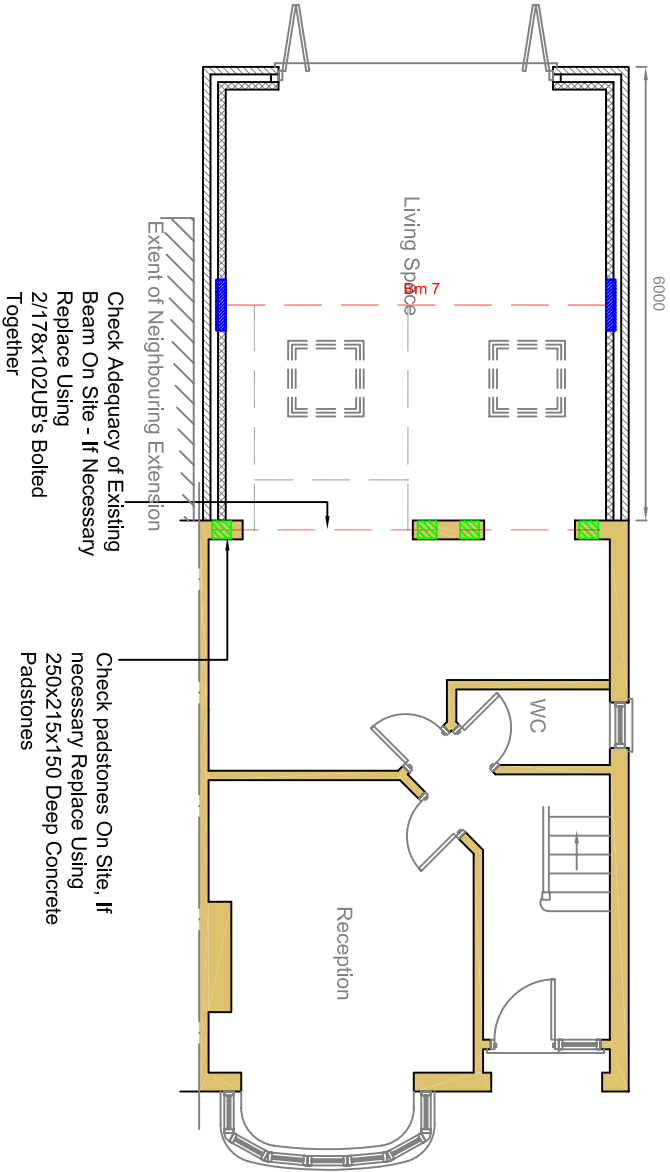 6000
Living Space
Bm 7
Extent of Neighbouring Extension
Check Adequacy of Existing
Beam On Site - If Necessary
Replace Using
2/178x102UB's Bolted
Together
WC
Check padstones On Site, If
necessary Replace Using
250x215x150 Deep Concrete
Padstones
Reception